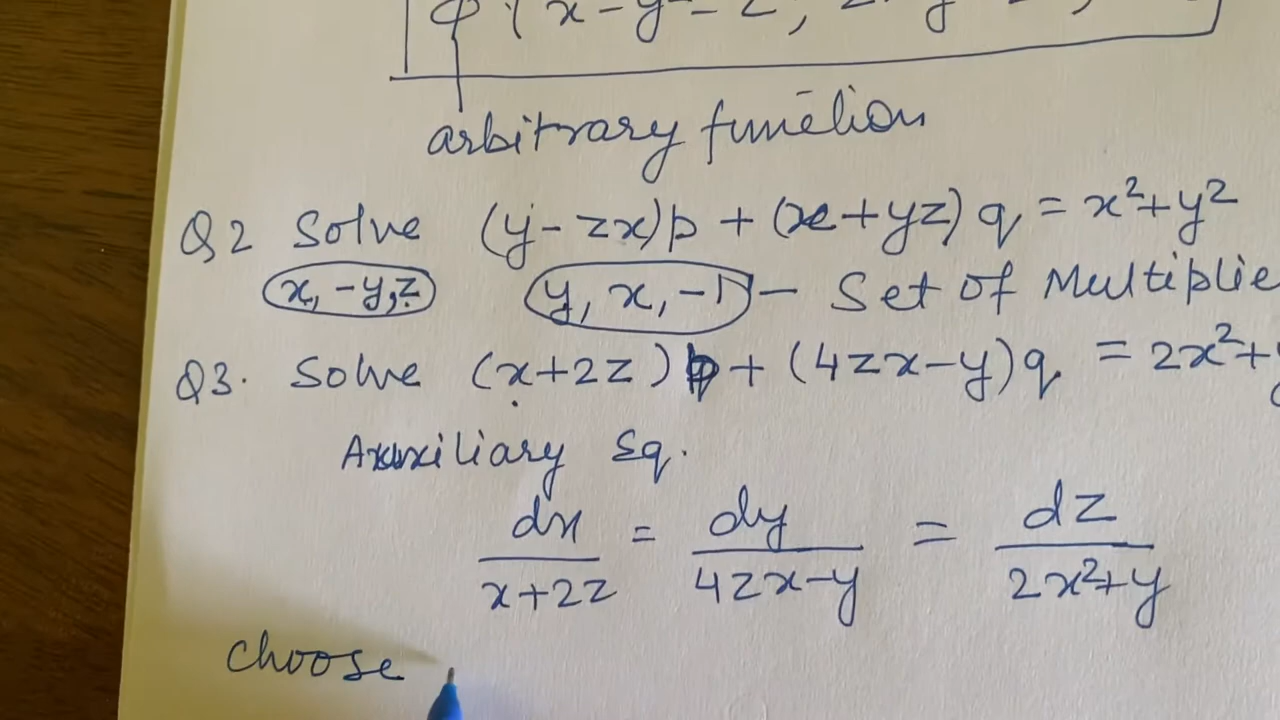 arbitrary function
Q2 Solve (y-zx)p + (x+yz)q = x²+y²
x, -y, z y, x, -1 - Set of Multiplie
Q3. Solve (x+2z)p + (4zx-y)q = 2x²+y
Auxiliary Eq.
dx = dy = dz
x+2z 4zx-y 2x²+y
choose